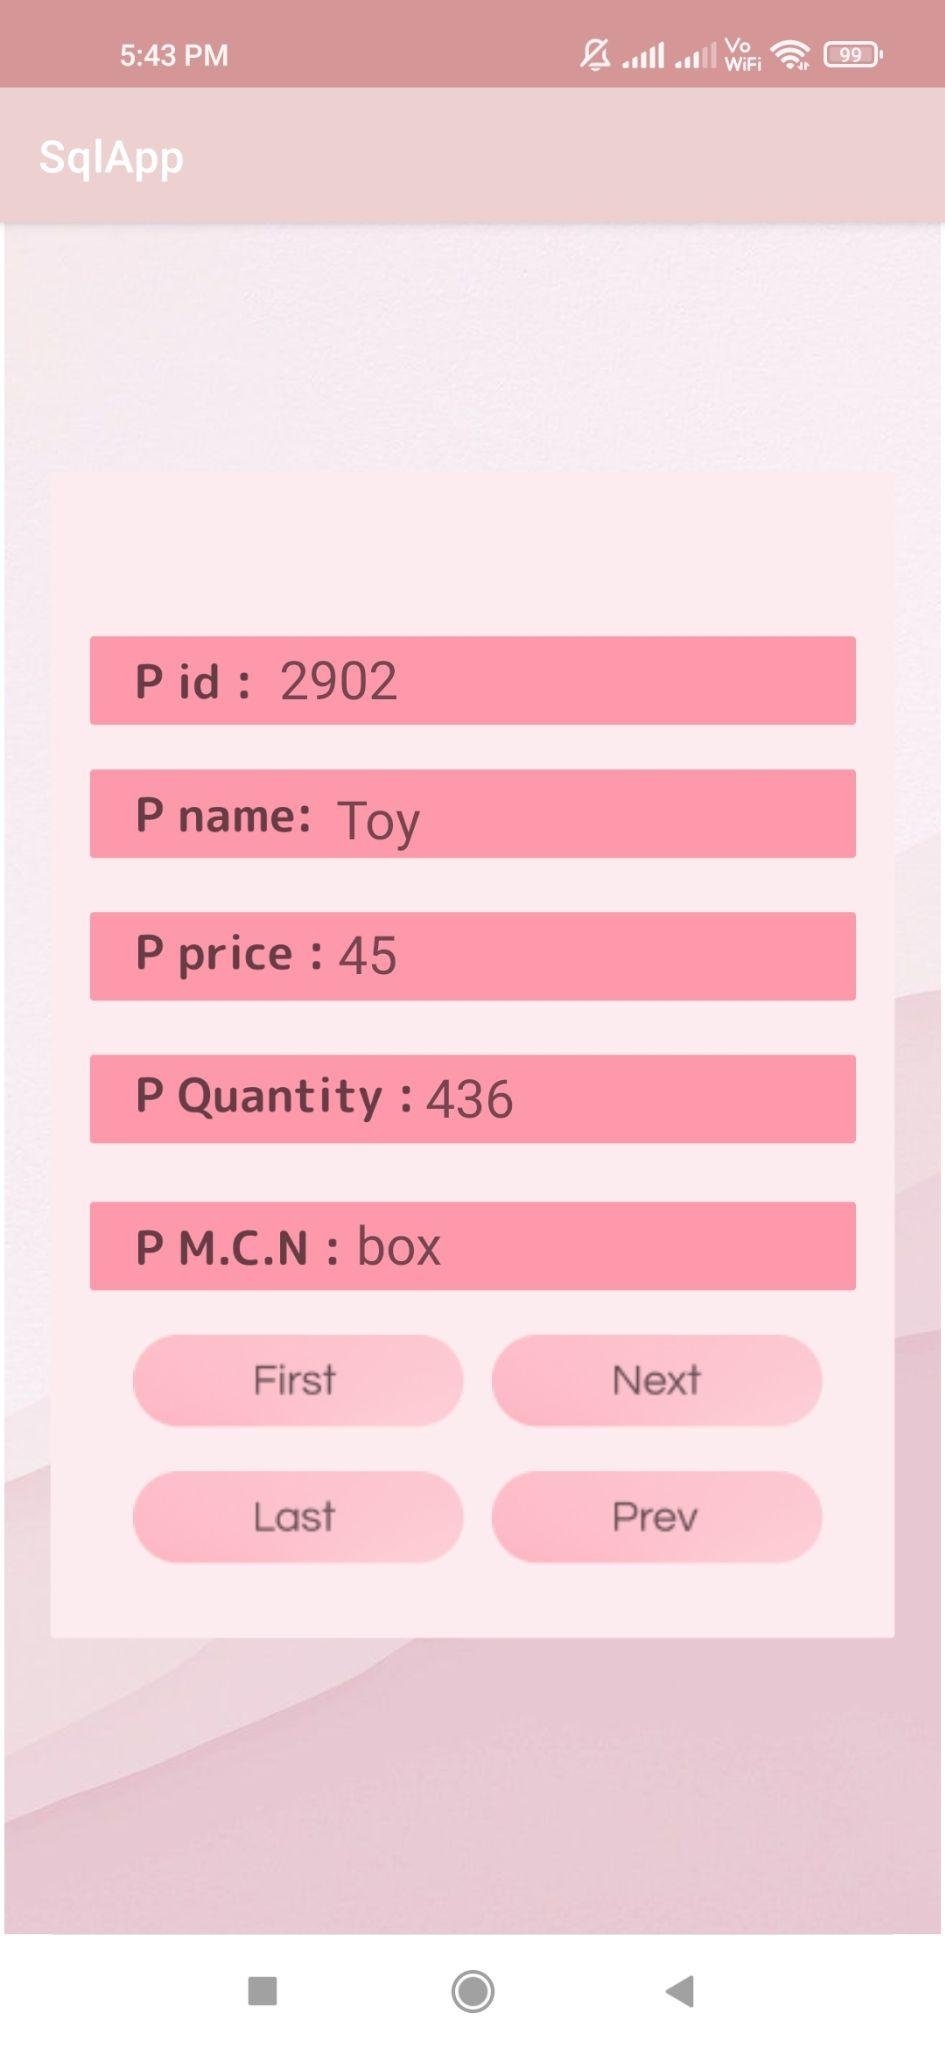 5:43 PM
Vo
WiFi
99
SqlApp
P id : 2902
P name: Toy
P price : 45
P Quantity : 436
P M.C.N : box
First Next
Last Prev